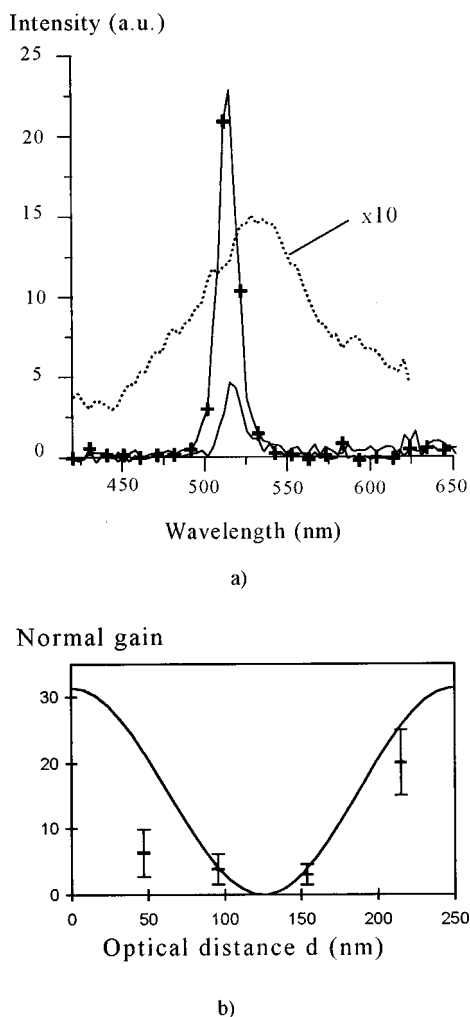 Intensity (a.u.)
25
20
x10
15
10
5
0
450 500 550 600 650
Wavelength (nm)
a)
Normal gain
30
20
10
0
0 50 100 150 200 250
Optical distance d (nm)
b)